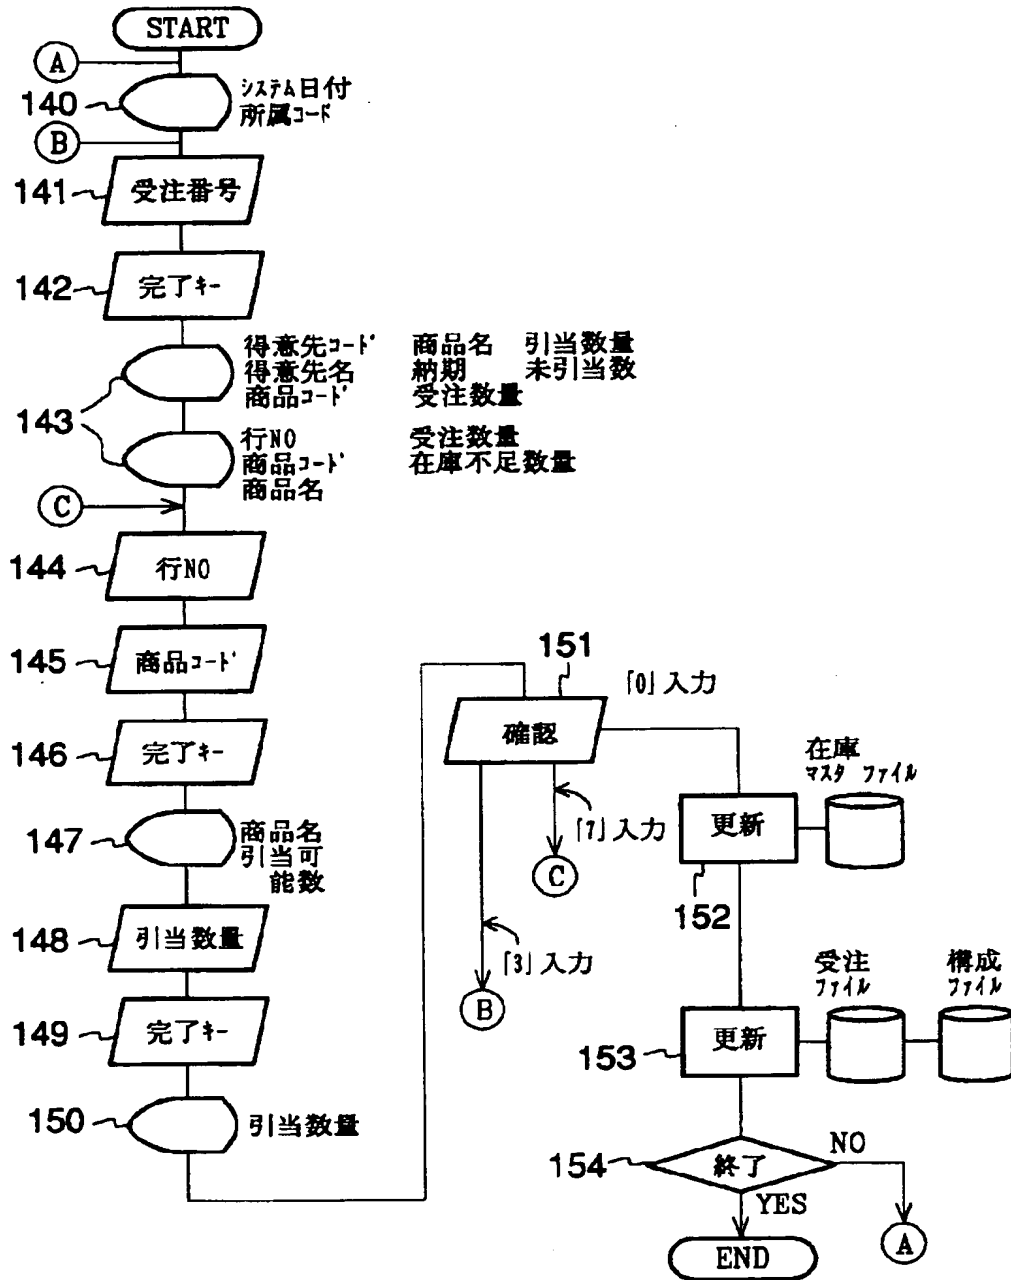 START
A
140
システム日付
所属コード
B
141
受注番号
142
完了キー
143
得意先コード 商品名 引当数量
得意先名 納期 未引当数
商品コード 受注数量
行NO 受注数量
商品コード 在庫不足数量
商品名
C
144
行NO
145
商品コード
146
完了キー
147
商品名
引当可
能数
148
引当数量
149
完了キー
150
引当数量
151
確認
「0」入力
「7」入力
C
「3」入力
B
在庫
マスタ ファイル
更新
152
受注
ファイル
構成
ファイル
更新
153
154
終了
NO
YES
A
END